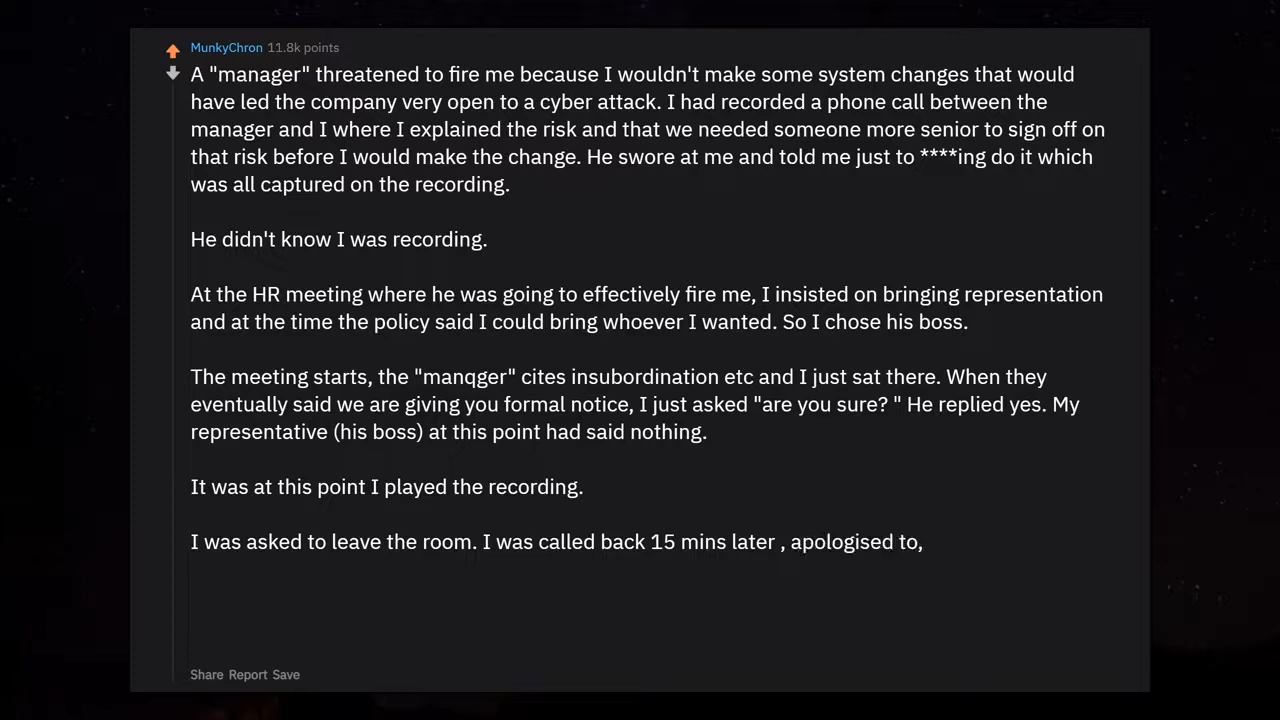 MunkyChron 11.8k points
A "manager" threatened to fire me because I wouldn't make some system changes that would
have led the company very open to a cyber attack. I had recorded a phone call between the
manager and I where I explained the risk and that we needed someone more senior to sign off on
that risk before I would make the change. He swore at me and told me just to ****ing do it which
was all captured on the recording.
He didn't know I was recording.
At the HR meeting where he was going to effectively fire me, I insisted on bringing representation
and at the time the policy said I could bring whoever I wanted. So I chose his boss.
The meeting starts, the "manqger" cites insubordination etc and I just sat there. When they
eventually said we are giving you formal notice, I just asked "are you sure? " He replied yes. My
representative (his boss) at this point had said nothing.
It was at this point I played the recording.
I was asked to leave the room. I was called back 15 mins later , apologised to,
Share Report Save